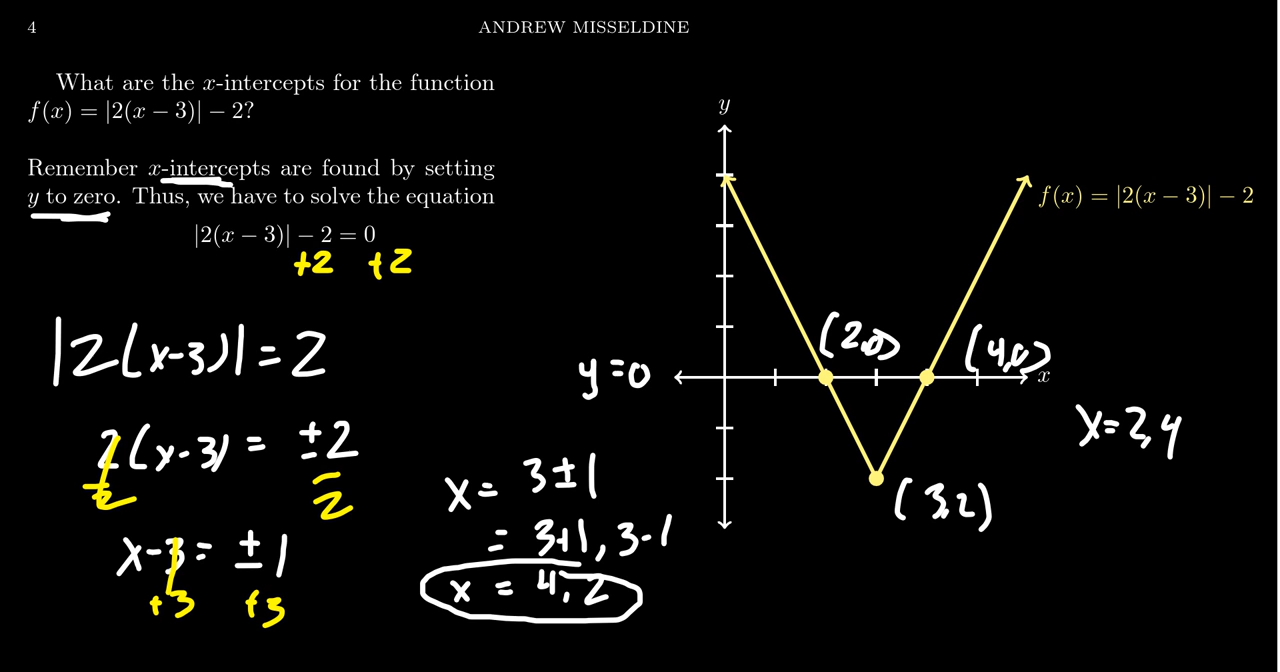 4
ANDREW MISSELDINE
What are the x-intercepts for the function
f(x) = |2(x − 3)| − 2?
Remember x-intercepts are found by setting
y to zero. Thus, we have to solve the equation
|2(x − 3)| − 2 = 0
+2 +2
|2(x-3)| = 2
2(x-3) = ±2
2 2
x-3 = ±1
+3 +3
x = 3±1
= 3+1, 3-1
x = 4, 2
y
f(x) = |2(x − 3)| − 2
(2,0)
(4,0)
y=0
x
x=2,4
(3,2)